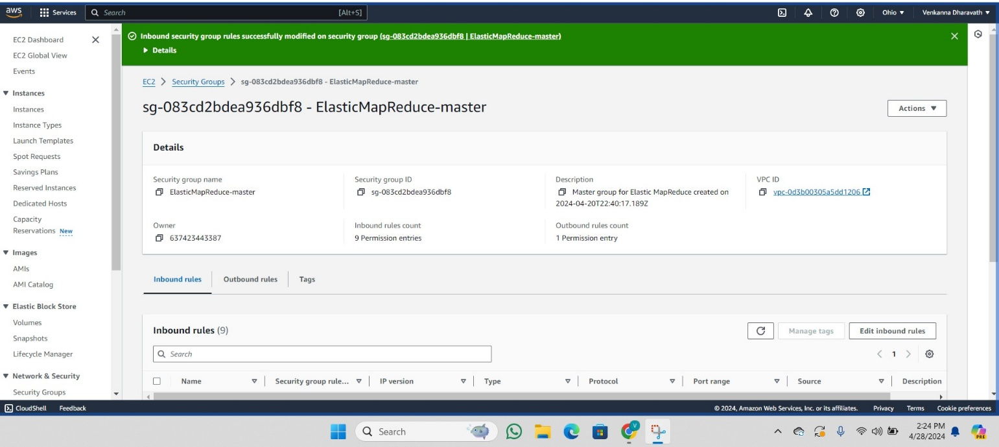 aws Services Search [Alt+S] Ohio Venkanna Dharavath
EC2 Dashboard
EC2 Global View
Events
Instances
Instances
Instance Types
Launch Templates
Spot Requests
Savings Plans
Reserved Instances
Dedicated Hosts
Capacity
Reservations New
Images
AMIs
AMI Catalog
Elastic Block Store
Volumes
Snapshots
Lifecycle Manager
Network & Security
Security Groups
Inbound security group rules successfully modified on security group (sg-083cd2bdea936dbf8 | ElasticMapReduce-master)
Details
EC2 > Security Groups > sg-083cd2bdea936dbf8 - ElasticMapReduce-master
sg-083cd2bdea936dbf8 - ElasticMapReduce-master
Actions
Details
Security group name
ElasticMapReduce-master
Security group ID
sg-083cd2bdea936dbf8
Description
Master group for Elastic MapReduce created on
2024-04-20T22:40:17.189Z
VPC ID
vpc-0d3b00305a5dd1206
Owner
637423443387
Inbound rules count
9 Permission entries
Outbound rules count
1 Permission entry
Inbound rules Outbound rules Tags
Inbound rules (9)
Manage tags Edit inbound rules
Search
1
Name Security group rule... IP version Type Protocol Port range Source Description
CloudShell Feedback © 2024, Amazon Web Services, Inc. or its affiliates. Privacy Terms Cookie preferences
Search
V
2:24 PM
4/28/2024
PRE